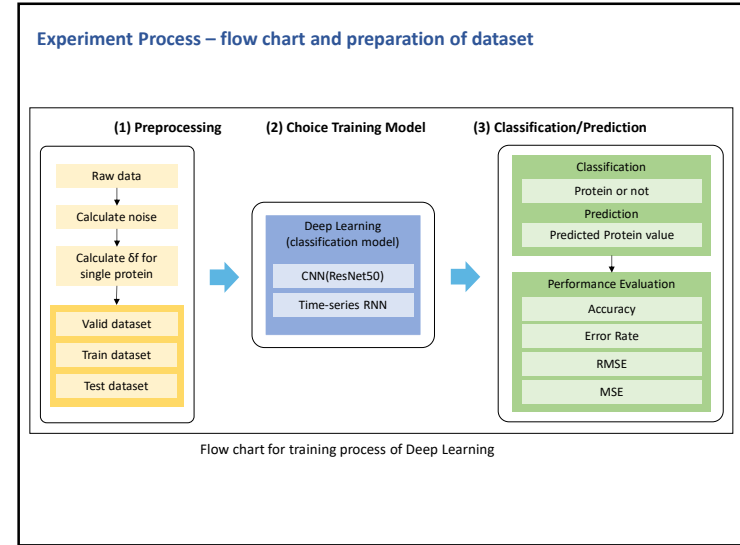 Experiment Process – flow chart and preparation of dataset
(1) Preprocessing
Raw data
Calculate noise
Calculate δf for
single protein
Valid dataset
Train dataset
Test dataset
(2) Choice Training Model
Deep Learning
(classification model)
CNN(ResNet50)
Time-series RNN
(3) Classification/Prediction
Classification
Protein or not
Prediction
Predicted Protein value
Performance Evaluation
Accuracy
Error Rate
RMSE
MSE
Flow chart for training process of Deep Learning